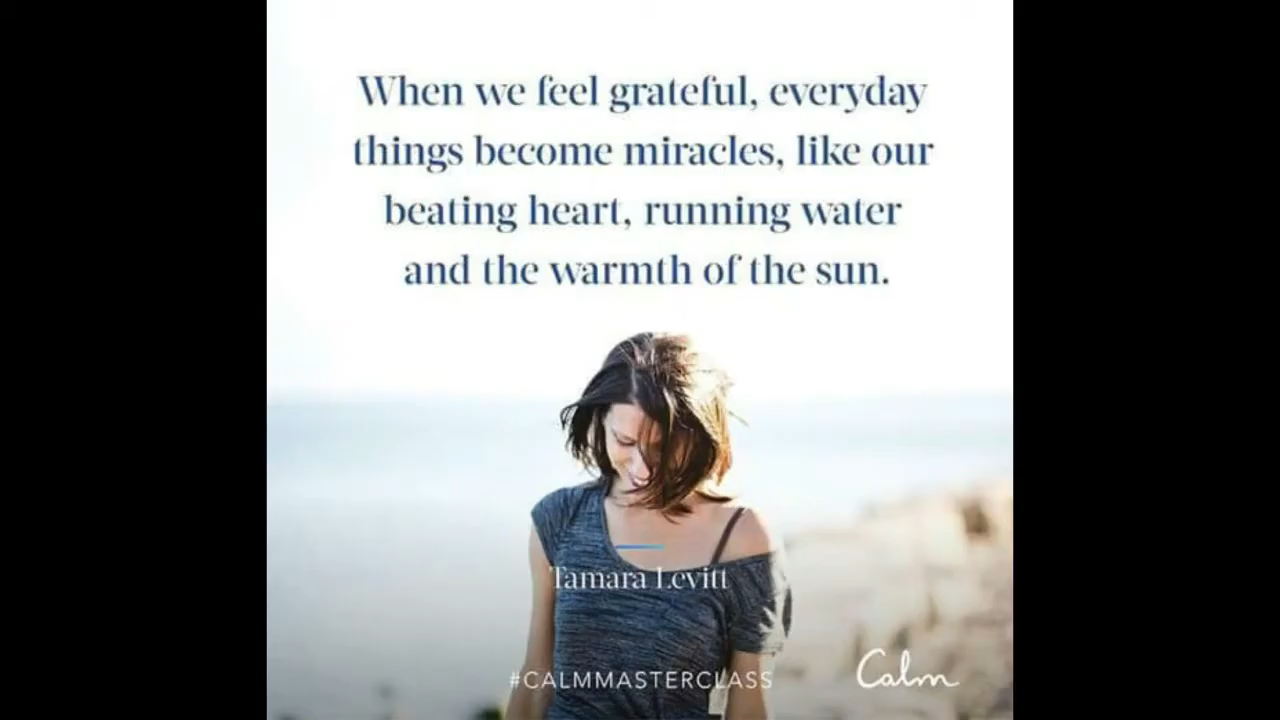 When we feel grateful, everyday
things become miracles, like our
beating heart, running water
and the warmth of the sun.
Tamara Levitt
#CALMMASTERCLASS
Calm